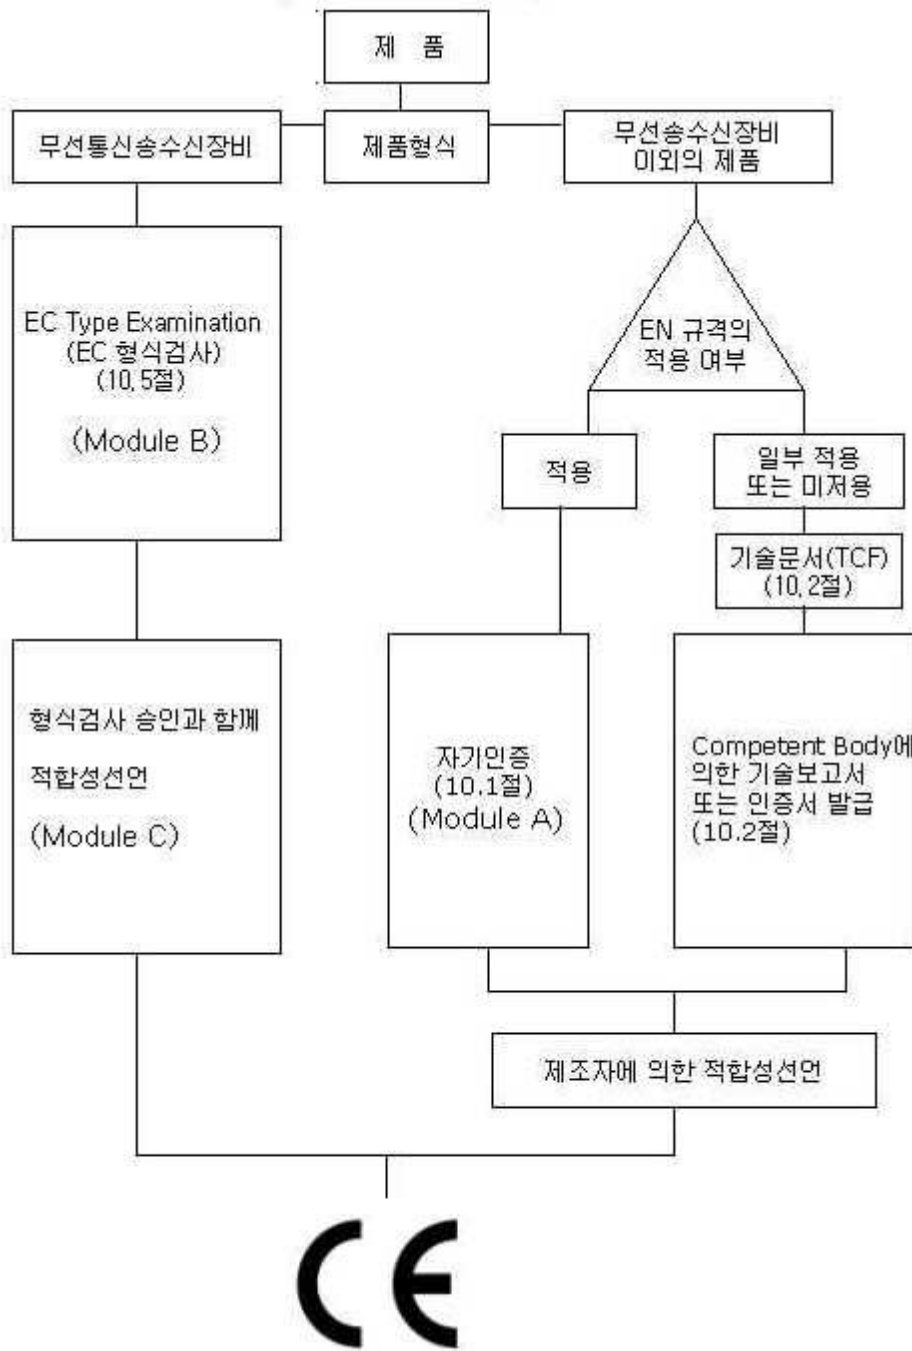 제 품
무선통신송수신장비
제품형식
무선송수신장비
이외의 제품
EC Type Examination
(EC 형식검사)
(10.5절)
(Module B)
EN 규격의
적용 여부
적용
일부 적용
또는 미저용
기술문서(TCF)
(10.2절)
형식검사 승인과 함께
적합성선언
(Module C)
자기인증
(10.1절)
(Module A)
Competent Body에
의한 기술보고서
또는 인증서 발급
(10.2절)
제조자에 의한 적합성선언
CE